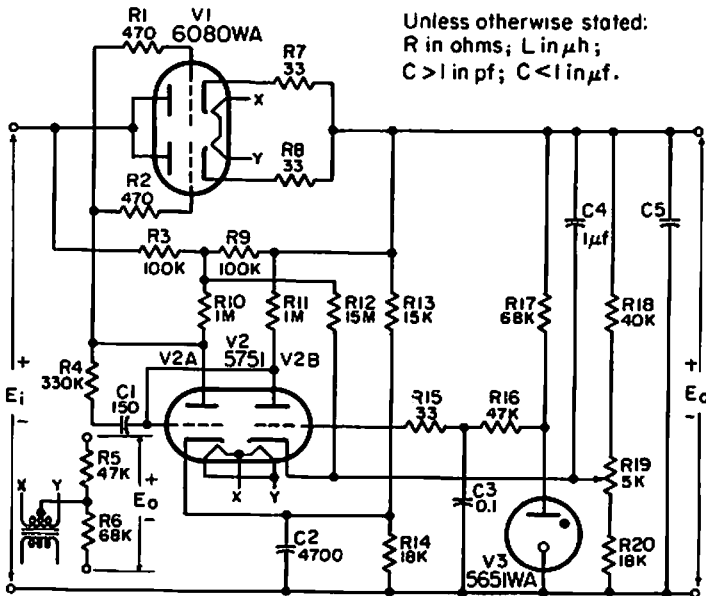 R1
470
V1
6080WA
Unless otherwise stated:
R in ohms; L in μh;
C>1 in pf; C<1 in μf.
R7
33
X
Y
R8
33
R2
470
R3
100K
R9
100K
C4
1μf
C5
R10
1M
R11
1M
R12
15M
R13
15K
R17
68K
R18
40K
V2
5751
V2A
V2B
R4
330K
C1
150
+
Ei
-
R15
33
R16
47K
+
Eo
-
R5
47K
+
Eo
-
R6
68K
X
Y
X
Y
C3
0.1
R19
5K
C2
4700
R14
18K
V3
5651WA
R20
18K